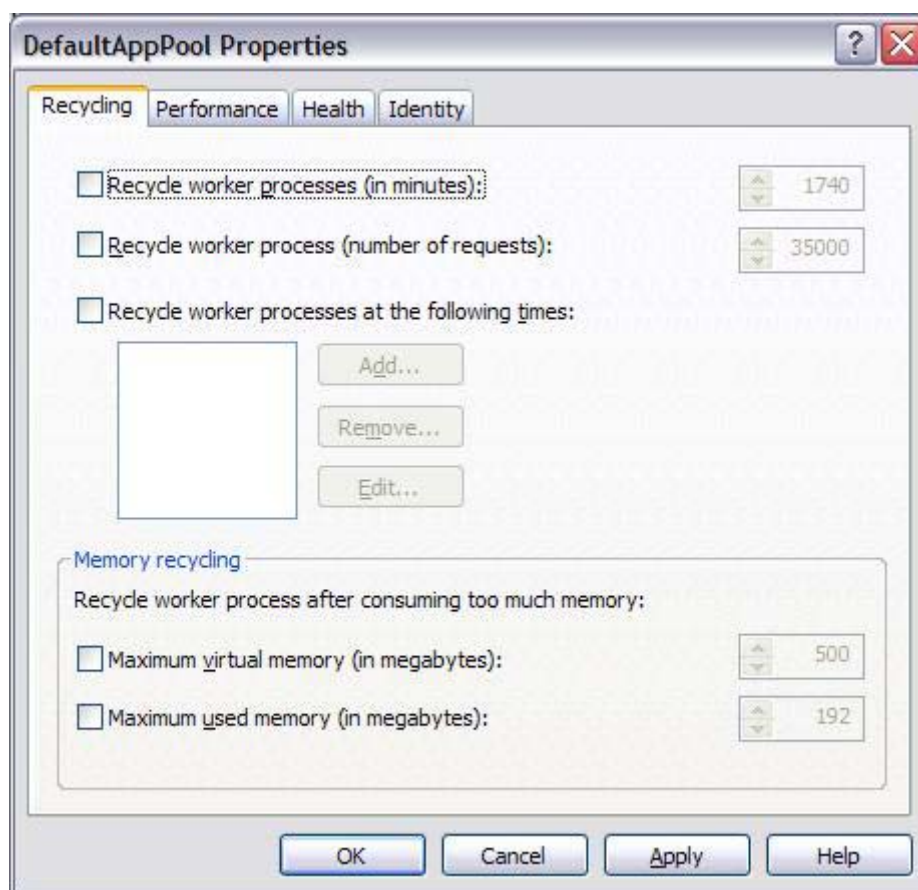 DefaultAppPool Properties
?
Recycling Performance Health Identity
Recycle worker processes (in minutes): 1740
Recycle worker process (number of requests): 35000
Recycle worker processes at the following times:
Add...
Remove...
Edit...
Memory recycling
Recycle worker process after consuming too much memory:
Maximum virtual memory (in megabytes): 500
Maximum used memory (in megabytes): 192
OK Cancel Apply Help